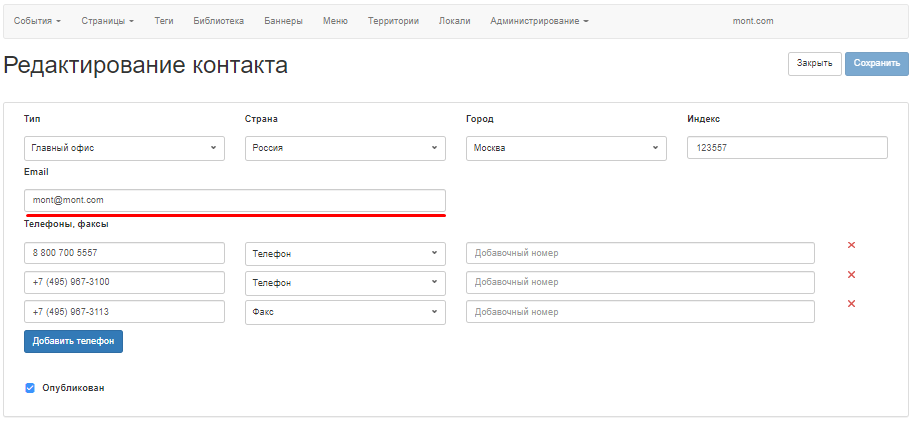 События Страницы Теги Библиотека Баннеры Меню Территории Локали Администрирование mont.com
Редактирование контакта
Закрыть Сохранить
Тип Страна Город Индекс
Главный офис Россия Москва 123557
Email
mont@mont.com
Телефоны, факсы
8 800 700 5557 Телефон Добавочный номер
+7 (495) 967-3100 Телефон Добавочный номер
+7 (495) 967-3113 Факс Добавочный номер
Добавить телефон
Опубликован